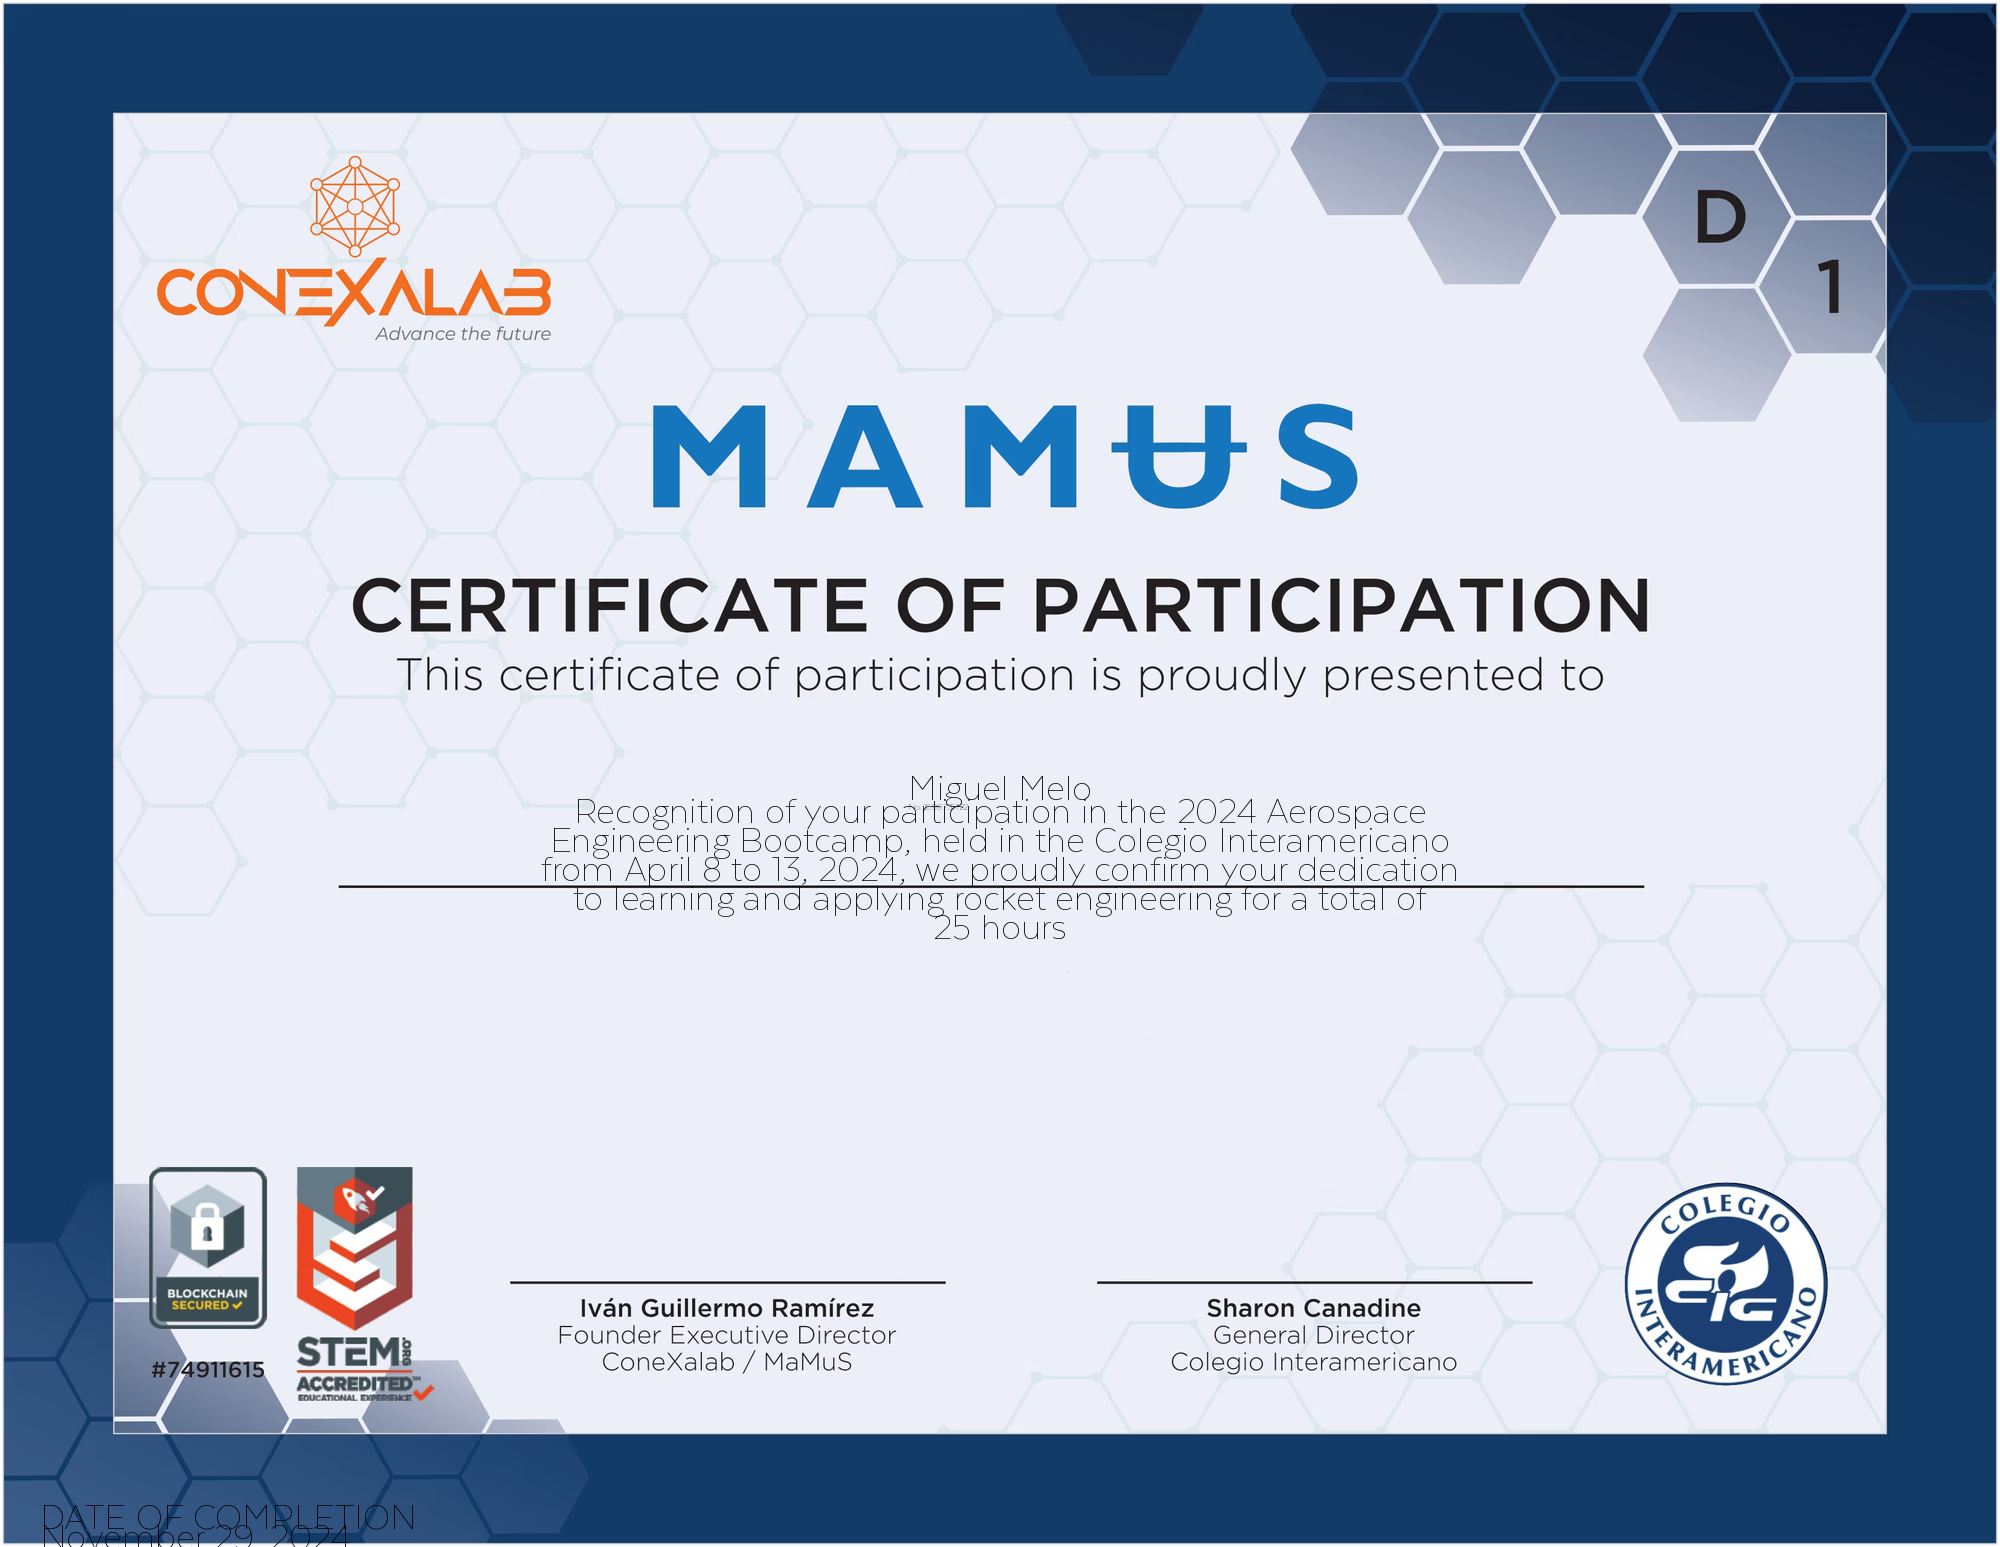 CONEXALAB
Advance the future
D
1
MAMUS
CERTIFICATE OF PARTICIPATION
This certificate of participation is proudly presented to
Miguel Melo
Recognition of your participation in the 2024 Aerospace
Engineering Bootcamp, held in the Colegio Interamericano
from April 8 to 13, 2024, we proudly confirm your dedication
to learning and applying rocket engineering for a total of
25 hours
BLOCKCHAIN
SECURED
#74911615
STEM.ORG
ACCREDITED™
EDUCATIONAL EXPERIENCE
Iván Guillermo Ramírez
Founder Executive Director
ConeXalab / MaMuS
Sharon Canadine
General Director
Colegio Interamericano
COLEGIO
CIC
INTERAMERICANO
DATE OF COMPLETION
November 29, 2024